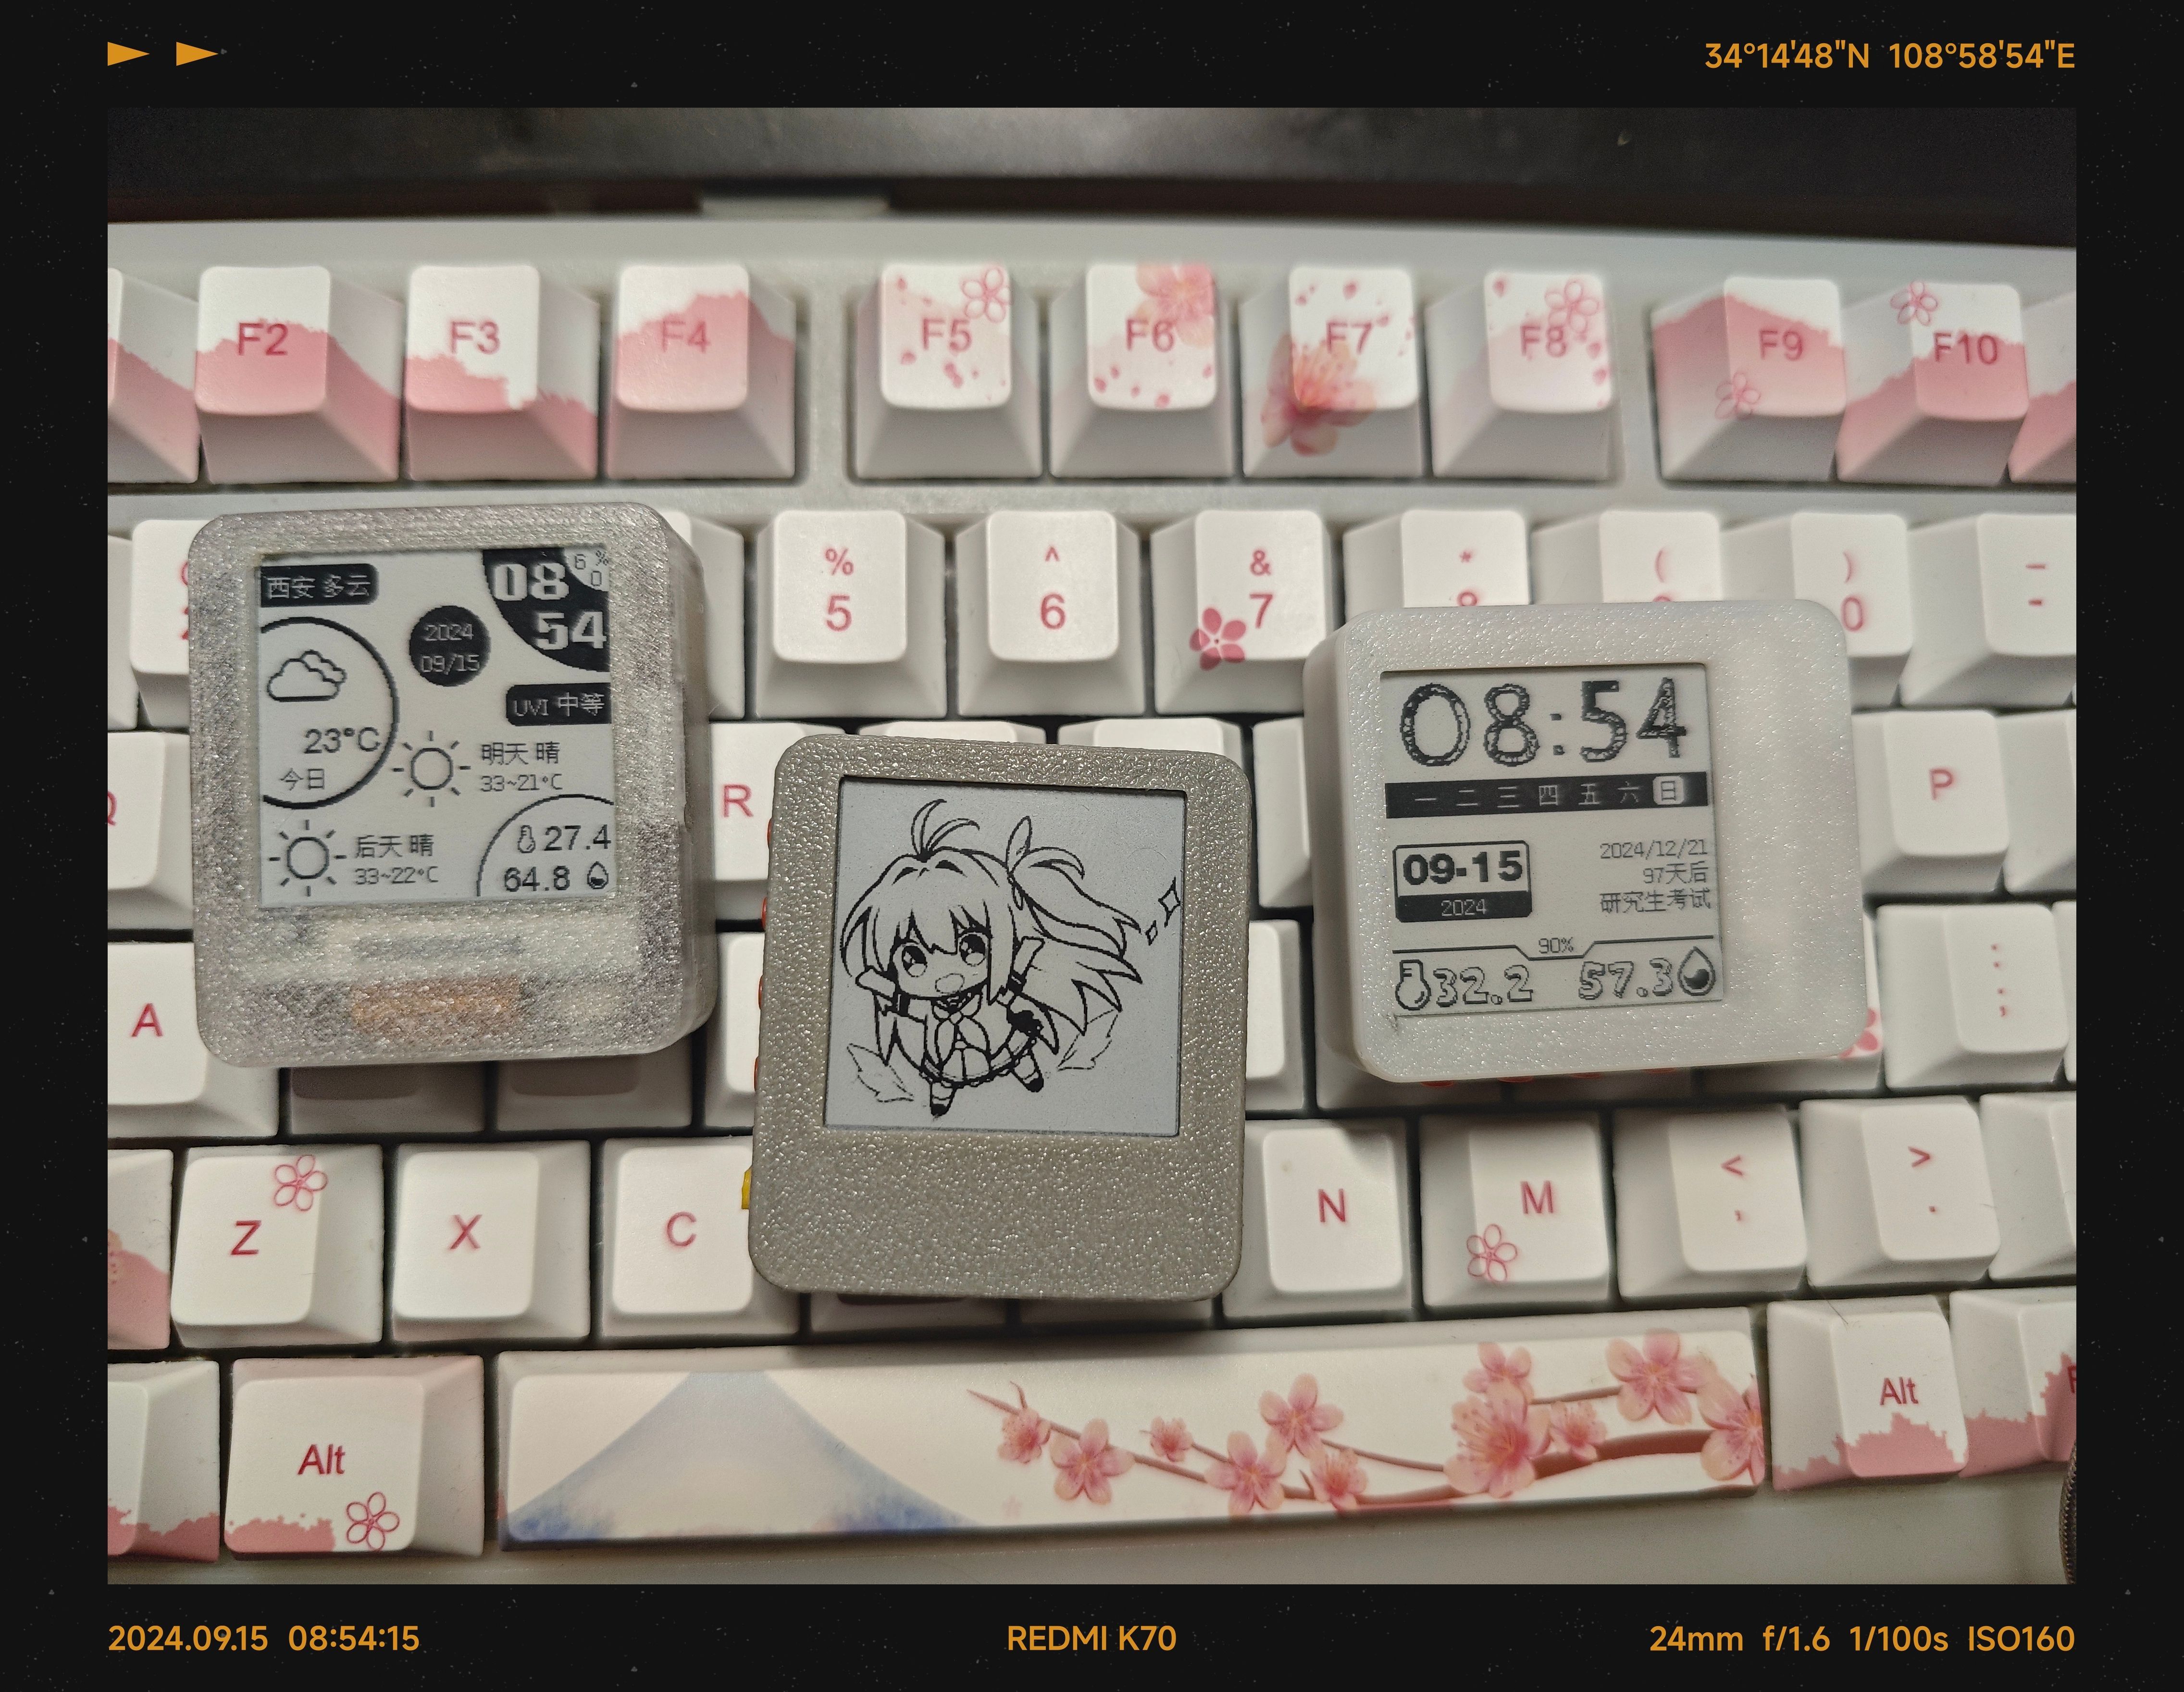 34°14'48"N 108°58'54"E
F2 F3 F4 F5 F6 F7 F8 F9 F10
% ^ & * ( ) –
5 6 7 0 -
西安 多云
08
54
6 %
0
2024
09/15
UVI 中等
23°C
今日
明天 晴
33~21°C
后天 晴
33~22°C
27.4
64.8
08:54
一 二 三 四 五 六 日
09-15
2024
2024/12/21
97天后
研究生考试
90%
32.2 57.3
R P
A : ;
Z X C N M < , > .
Alt Alt
2024.09.15 08:54:15
REDMI K70
24mm f/1.6 1/100s ISO160